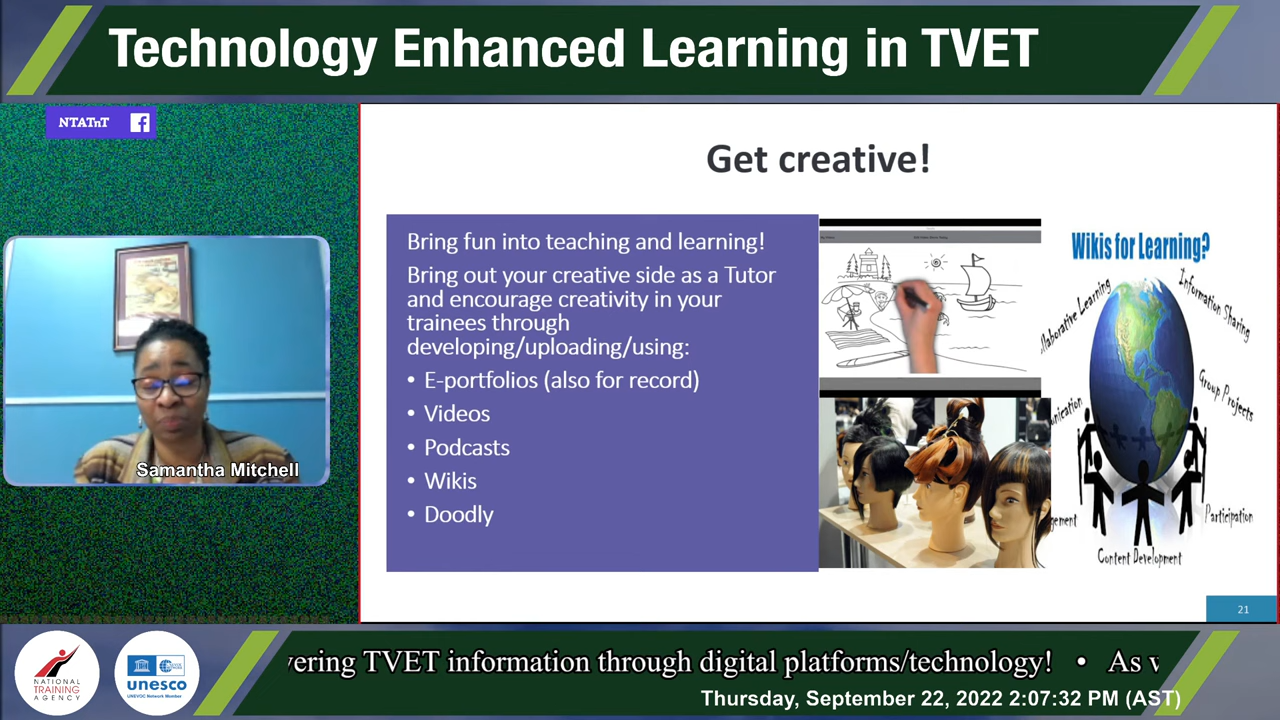 Technology Enhanced Learning in TVET
NTATnT
Get creative!
Bring fun into teaching and learning!
Bring out your creative side as a Tutor
and encourage creativity in your
trainees through
developing/uploading/using:
• E-portfolios (also for record)
• Videos
• Podcasts
• Wikis
• Doodly
Wikis for Learning?
Information Sharing
Group Projects
Participation
Content Development
Samantha Mitchell
21
NATIONAL
TRAINING
AGENCY
unesco
UNEVOC Network Member
vering TVET information through digital platforms/technology! • As v
Thursday, September 22, 2022 2:07:32 PM (AST)